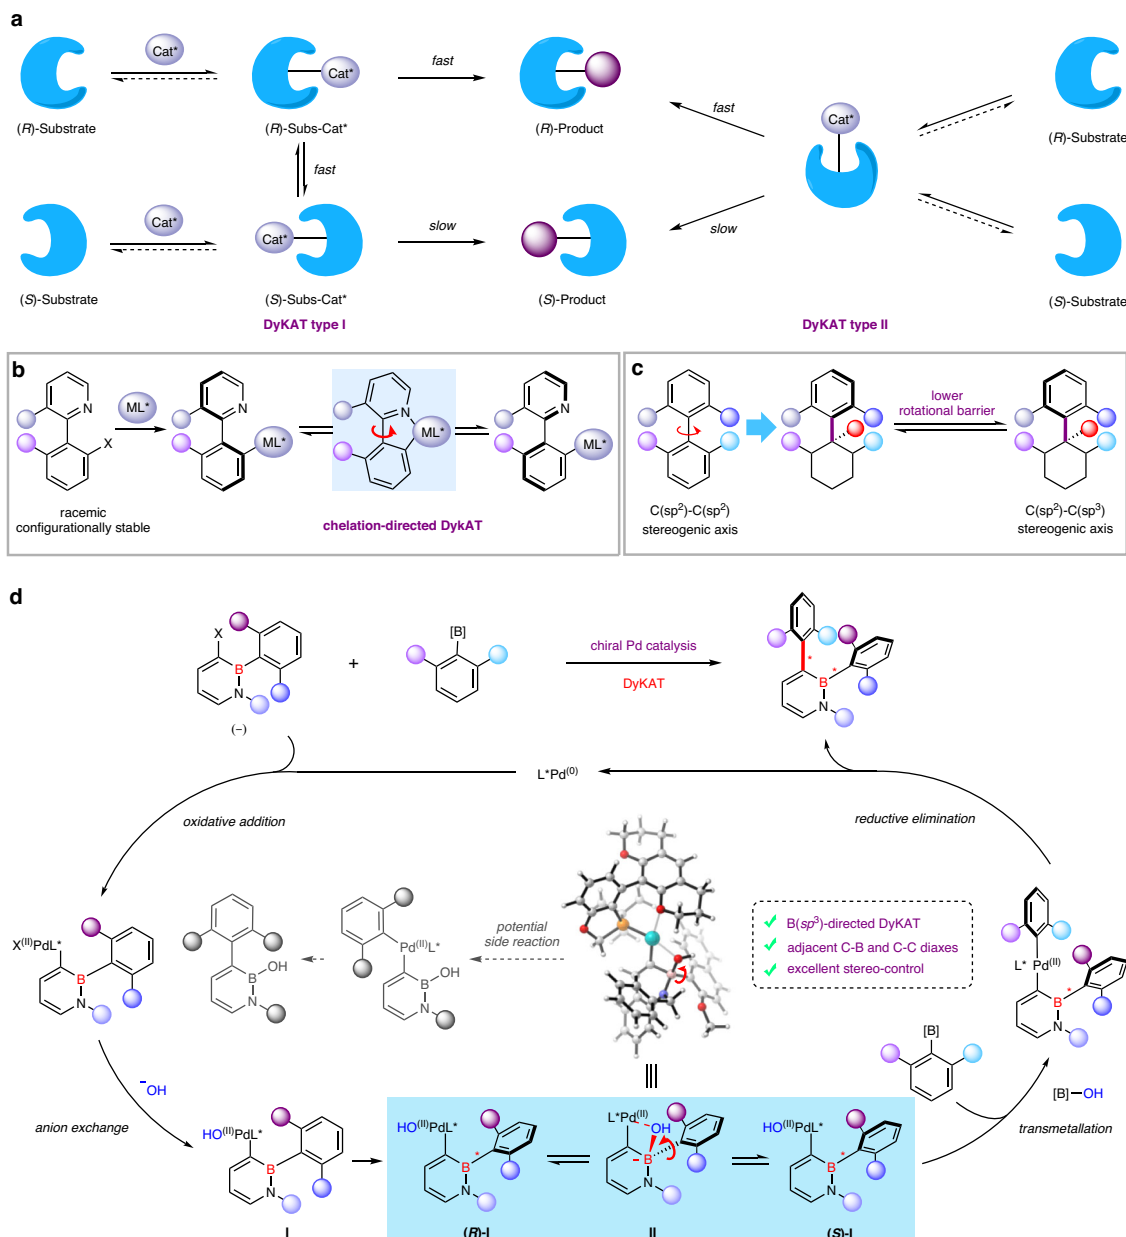 a
Cat*
fast
(R)-Substrate
(R)-Subs-Cat*
(R)-Product
fast
Cat*
fast
(R)-Substrate
Cat*
Cat*
slow
slow
(S)-Substrate
(S)-Subs-Cat*
(S)-Product
(S)-Substrate
DyKAT type I
DyKAT type II
b
N
X
ML*
N
ML*
N
ML*
N
ML*
racemic
configurationally stable
chelation-directed DykAT
c
lower
rotational barrier
C(sp²)-C(sp²)
stereogenic axis
C(sp²)-C(sp³)
stereogenic axis
d
X
B
N
(−)
+
[B]
chiral Pd catalysis
DyKAT
*
B
*
N
L*Pd(0)
oxidative addition
reductive elimination
X(II)PdL*
B
N
B
OH
N
Pd(II)L*
B
OH
N
potential
side reaction
B(sp³)-directed DyKAT
adjacent C-B and C-C diaxes
excellent stereo-control
L*
Pd(II)
B
*
N
−OH
anion exchange
[B]
[B]—OH
transmetallation
HO(II)PdL*
B
N
I
HO(II)PdL*
B
*
N
(R)-I
L*Pd(II)
OH
−
B
N
II
HO(II)PdL*
B
*
N
(S)-I